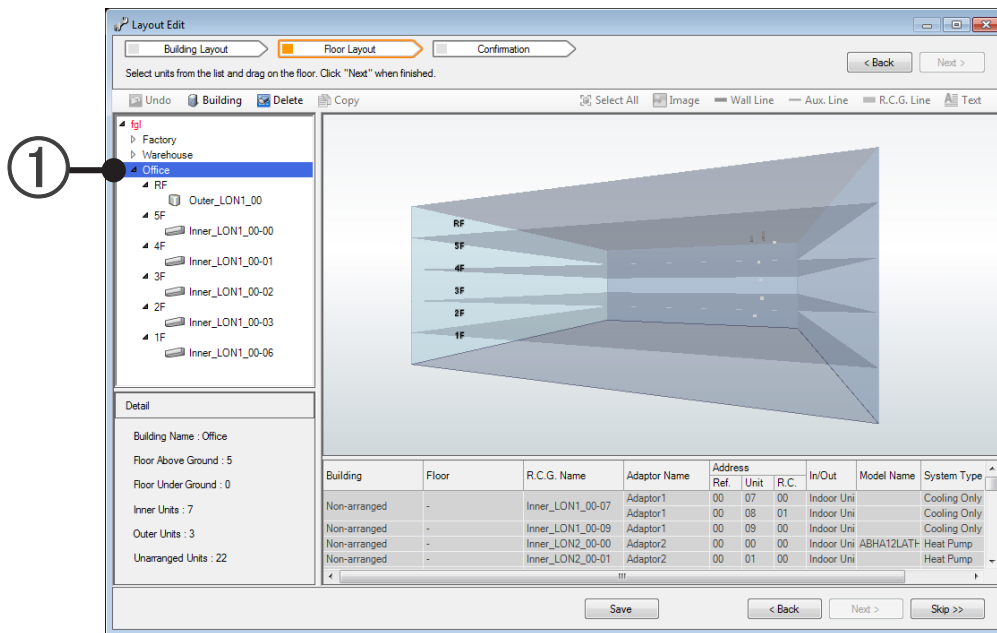 Layout Edit
Building Layout
Floor Layout
Confirmation
< Back
Next >
Select units from the list and drag on the floor. Click "Next" when finished.
Undo
Building
Delete
Copy
Select All
Image
Wall Line
Aux. Line
R.C.G. Line
Text
1
fgl
Factory
Warehouse
Office
RF
Outer_LON1_00
5F
Inner_LON1_00-00
4F
Inner_LON1_00-01
3F
Inner_LON1_00-02
2F
Inner_LON1_00-03
1F
Inner_LON1_00-06
RF
5F
4F
3F
2F
1F
Detail
Building Name : Office
Floor Above Ground : 5
Floor Under Ground : 0
Inner Units : 7
Outer Units : 3
Unarranged Units : 22
Building Floor R.C.G. Name Adaptor Name Address In/Out Model Name System Type
Ref. Unit R.C.
Non-arranged - Inner_LON1_00-07 Adaptor1 00 07 00 Indoor Uni Cooling Only
Adaptor1 00 08 01 Indoor Uni Cooling Only
Non-arranged - Inner_LON1_00-09 Adaptor1 00 09 00 Indoor Uni Cooling Only
Non-arranged - Inner_LON2_00-00 Adaptor2 00 00 00 Indoor Uni ABHA12LATH Heat Pump
Non-arranged - Inner_LON2_00-01 Adaptor2 00 01 00 Indoor Uni Heat Pump
Save
< Back
Next >
Skip >>